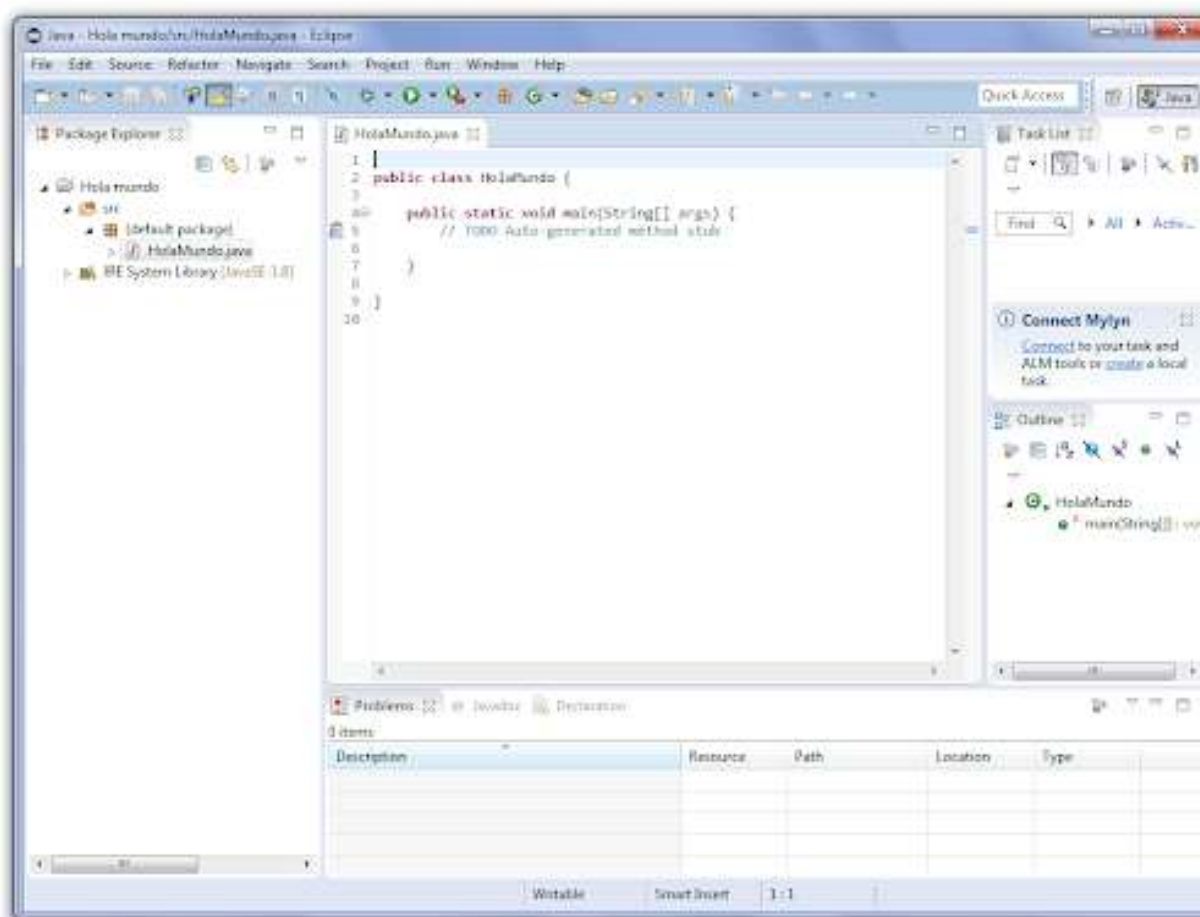 Java - Hola mundo/src/HolaMundo.java - Eclipse
File Edit Source Refactor Navigate Search Project Run Window Help
Quick Access
Java
Package Explorer
Hola mundo
src
(default package)
HolaMundo.java
JRE System Library [JavaSE-1.8]
HolaMundo.java
1
2 public class HolaMundo {
3
4 public static void main(String[] args) {
5 // TODO Auto-generated method stub
6
7 }
8
9 }
10
Task List
Find All Activ...
Connect Mylyn
Connect to your task and
ALM tools or create a local
task.
Outline
HolaMundo
main(String[]) : vo
Problems Javadoc Declaration
0 items
Description Resource Path Location Type
Writable Smart Insert 1 : 1